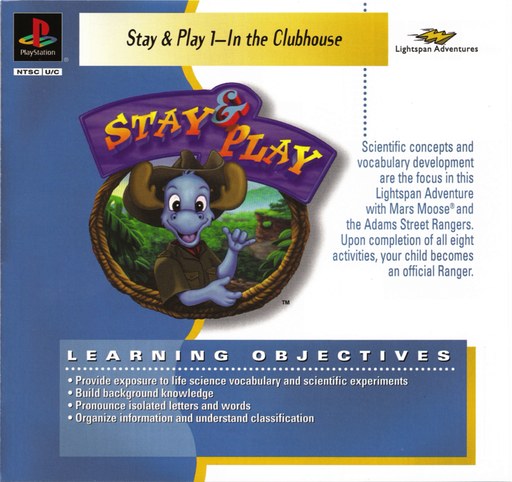 PlayStation
®
NTSC U/C
Stay & Play 1–In the Clubhouse
Lightspan Adventures
STAY & PLAY
TM
Scientific concepts and
vocabulary development
are the focus in this
Lightspan Adventure
with Mars Moose® and
the Adams Street Rangers.
Upon completion of all eight
activities, your child becomes
an official Ranger.
LEARNING OBJECTIVES
• Provide exposure to life science vocabulary and scientific experiments
• Build background knowledge
• Pronounce isolated letters and words
• Organize information and understand classification